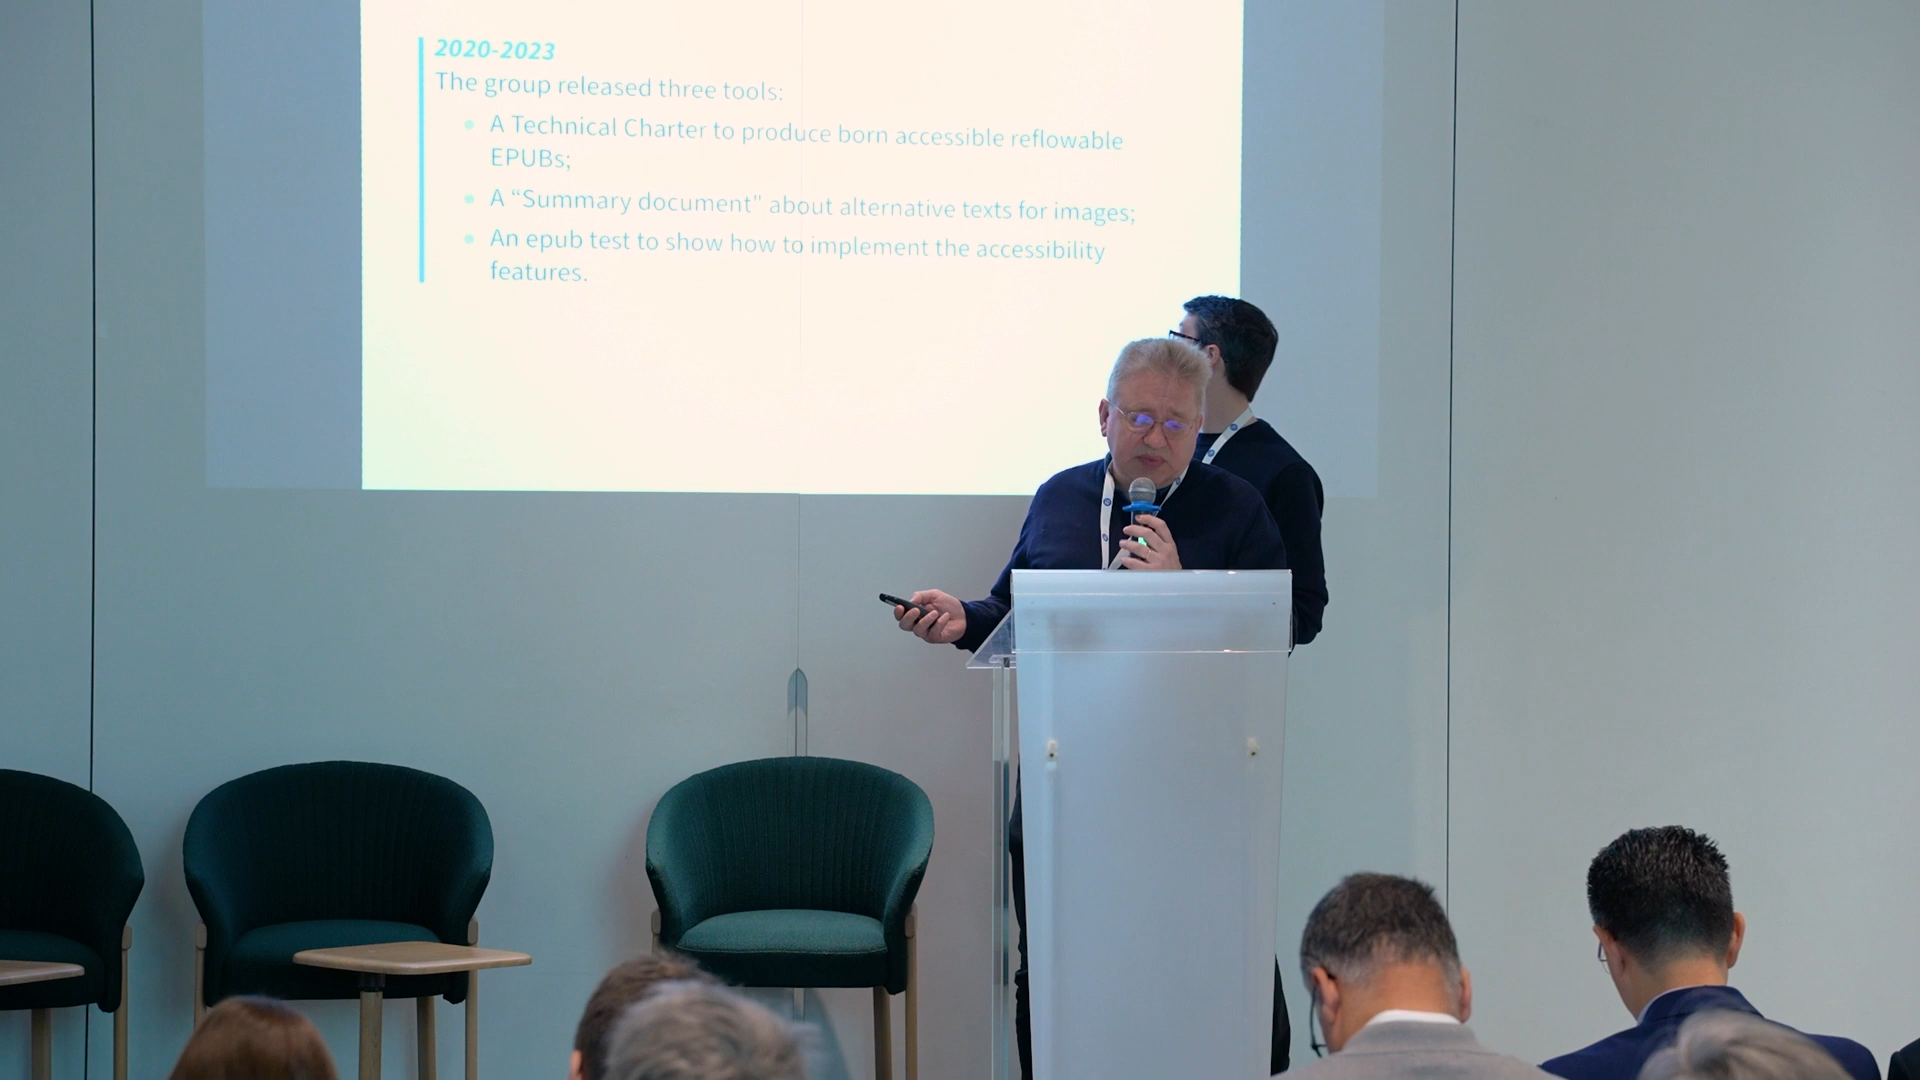 2020-2023
The group released three tools:
A Technical Charter to produce born accessible reflowable
EPUBs;
A “Summary document” about alternative texts for images;
An epub test to show how to implement the accessibility
features.